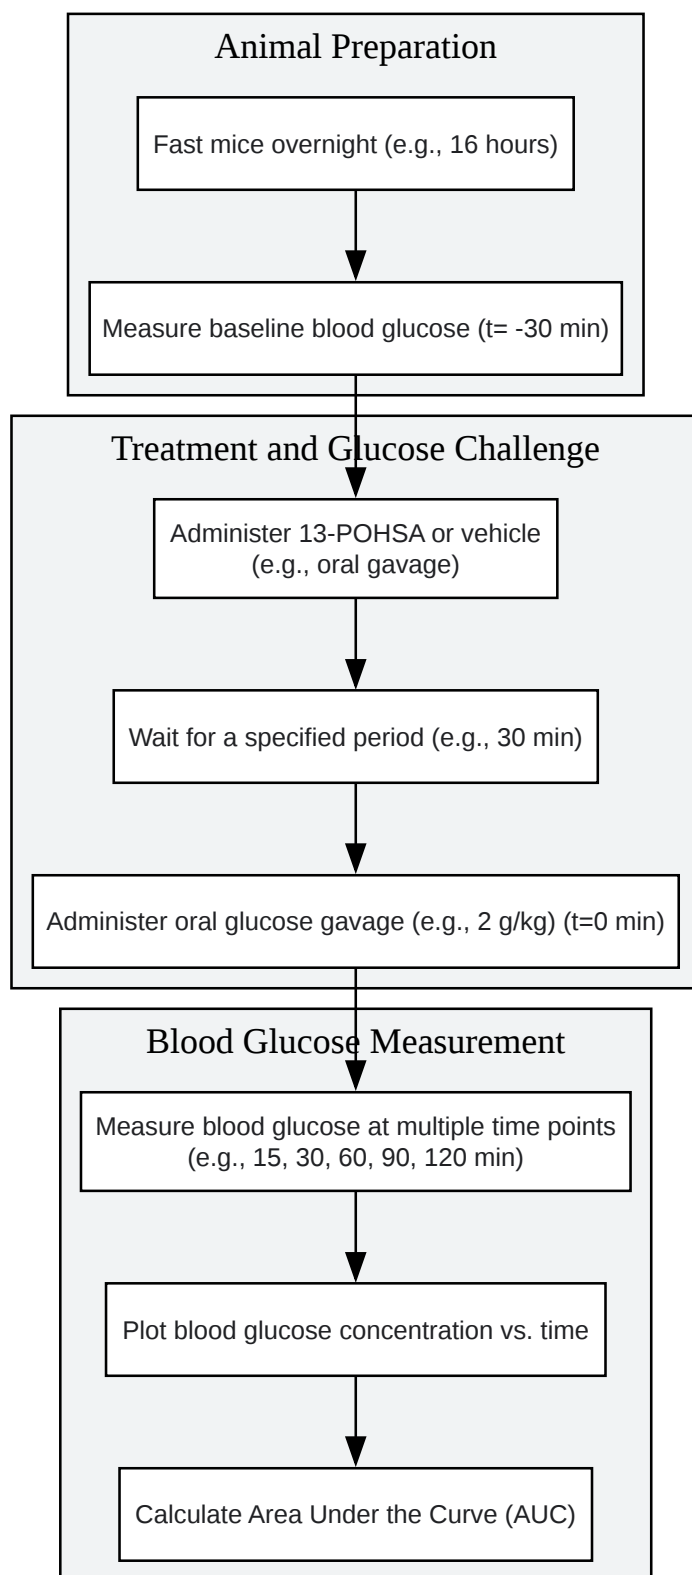 Animal Preparation
Fast mice overnight (e.g., 16 hours)
Measure baseline blood glucose (t= -30 min)
Treatment and Glucose Challenge
Administer 13-POHSA or vehicle
(e.g., oral gavage)
Wait for a specified period (e.g., 30 min)
Administer oral glucose gavage (e.g., 2 g/kg) (t=0 min)
Blood Glucose Measurement
Measure blood glucose at multiple time points
(e.g., 15, 30, 60, 90, 120 min)
Plot blood glucose concentration vs. time
Calculate Area Under the Curve (AUC)